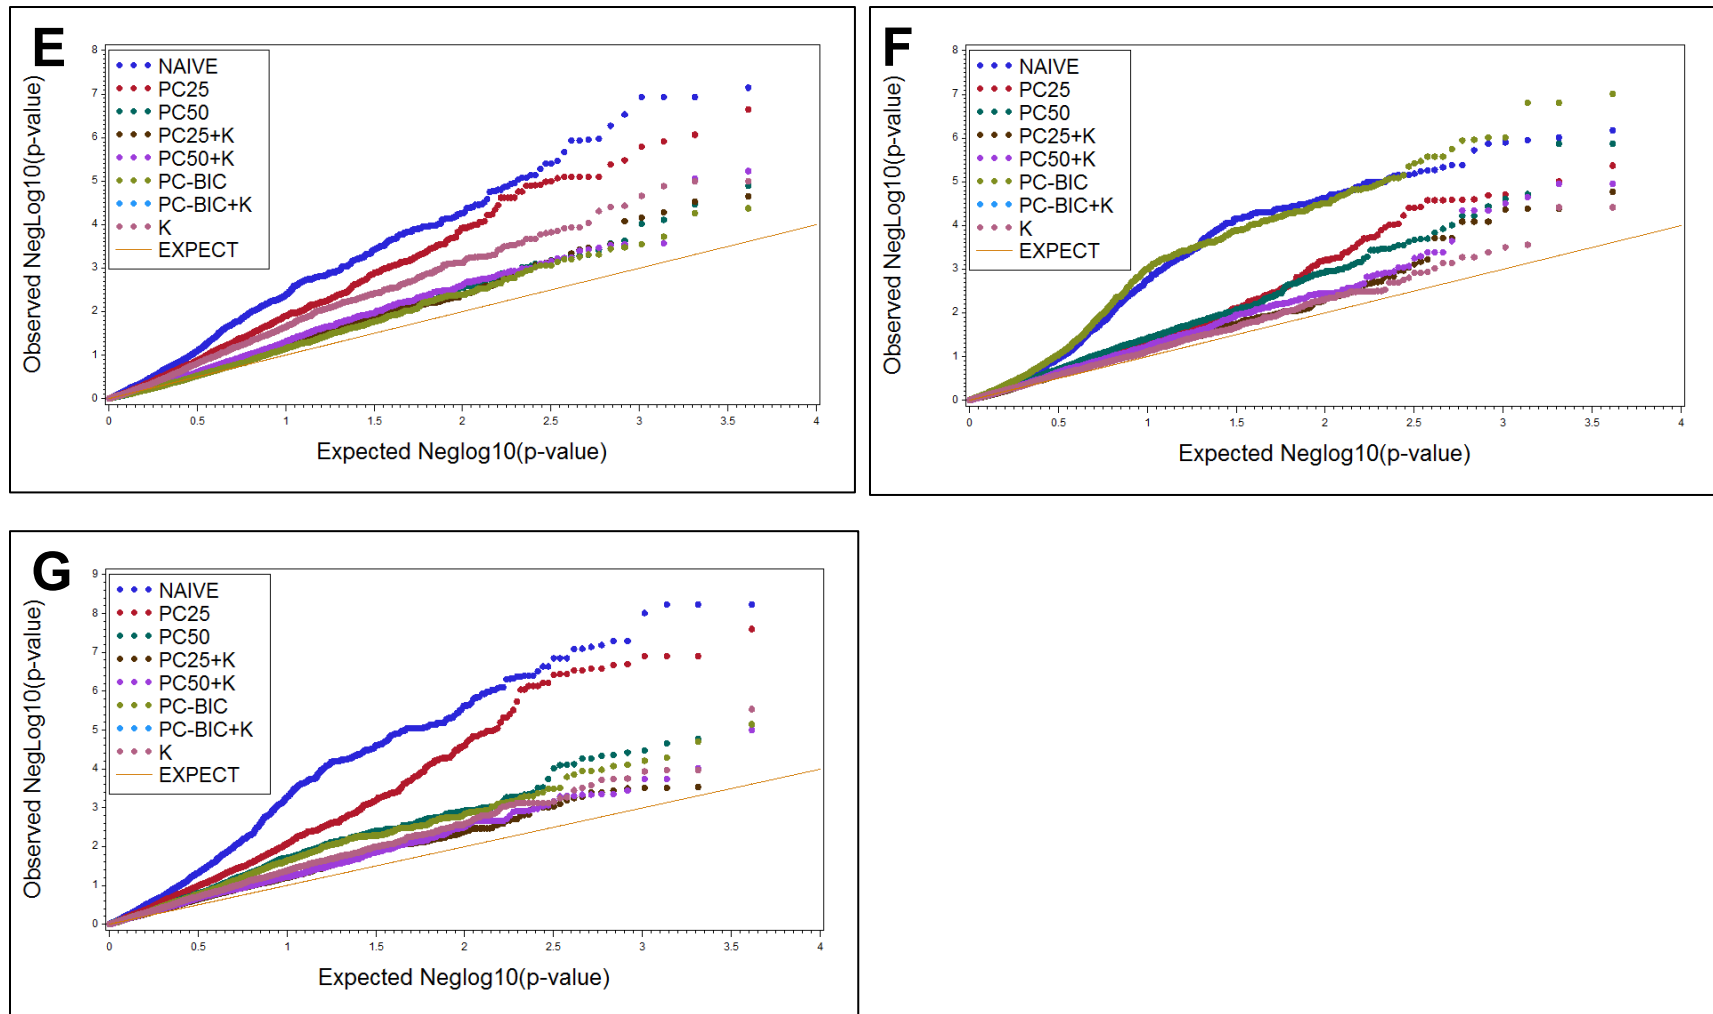 E
Observed NegLog10(p-value)
8
7
6
5
4
3
2
1
0
NAIVE
PC25
PC50
PC25+K
PC50+K
PC-BIC
PC-BIC+K
K
EXPECT
0 0.5 1 1.5 2 2.5 3 3.5 4
Expected Neglog10(p-value)
F
Observed NegLog10(p-value)
8
7
6
5
4
3
2
1
0
NAIVE
PC25
PC50
PC25+K
PC50+K
PC-BIC
PC-BIC+K
K
EXPECT
0 0.5 1 1.5 2 2.5 3 3.5 4
Expected Neglog10(p-value)
G
Observed NegLog10(p-value)
9
8
7
6
5
4
3
2
1
0
NAIVE
PC25
PC50
PC25+K
PC50+K
PC-BIC
PC-BIC+K
K
EXPECT
0 0.5 1 1.5 2 2.5 3 3.5 4
Expected Neglog10(p-value)